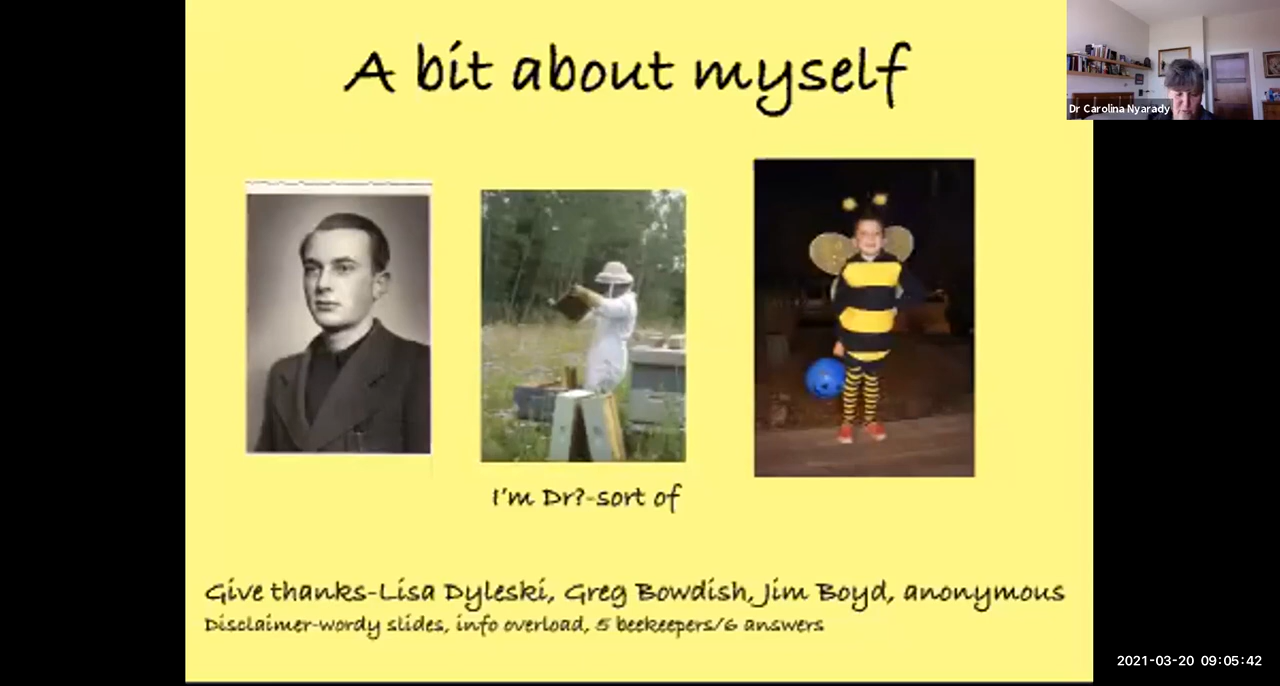 A bit about myself
Dr Carolina Nyarady
I'm Dr?-sort of
Give thanks-Lisa Dyleski, Greg Bowdish, Jim Boyd, anonymous
Disclaimer-wordy slides, info overload, 5 beekeepers/6 answers
2021-03-20 09:05:42